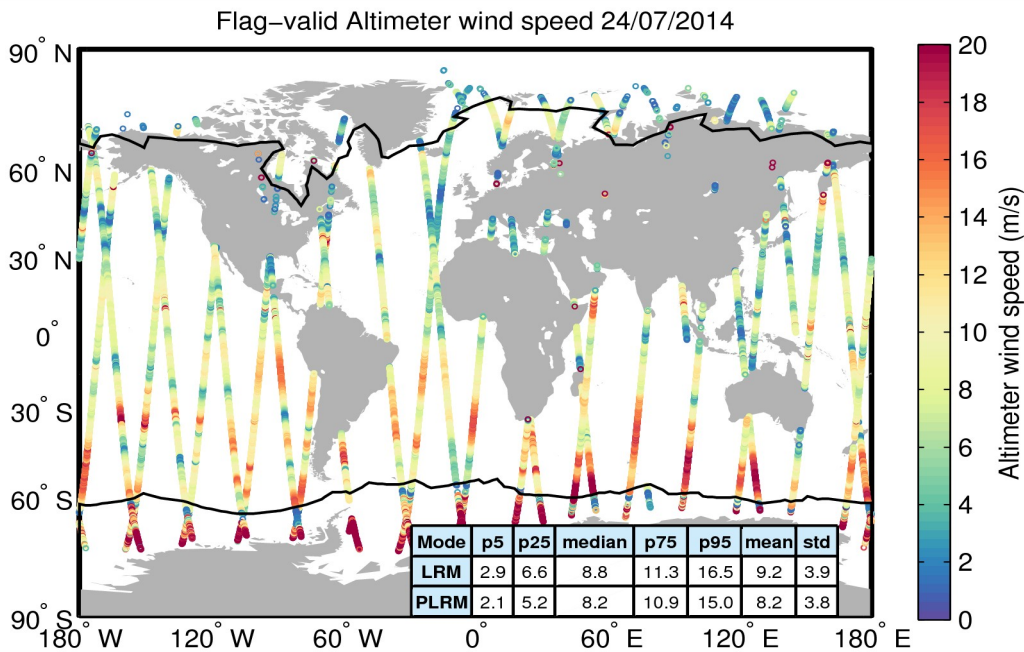 Flag−valid Altimeter wind speed 24/07/2014
90° N
60° N
30° N
0°
30° S
60° S
90° S
180° W
120° W
60° W
0°
60° E
120° E
180° E
Mode p5 p25 median p75 p95 mean std
LRM 2.9 6.6 8.8 11.3 16.5 9.2 3.9
PLRM 2.1 5.2 8.2 10.9 15.0 8.2 3.8
20
18
16
14
12
10
8
6
4
2
0
Altimeter wind speed (m/s)